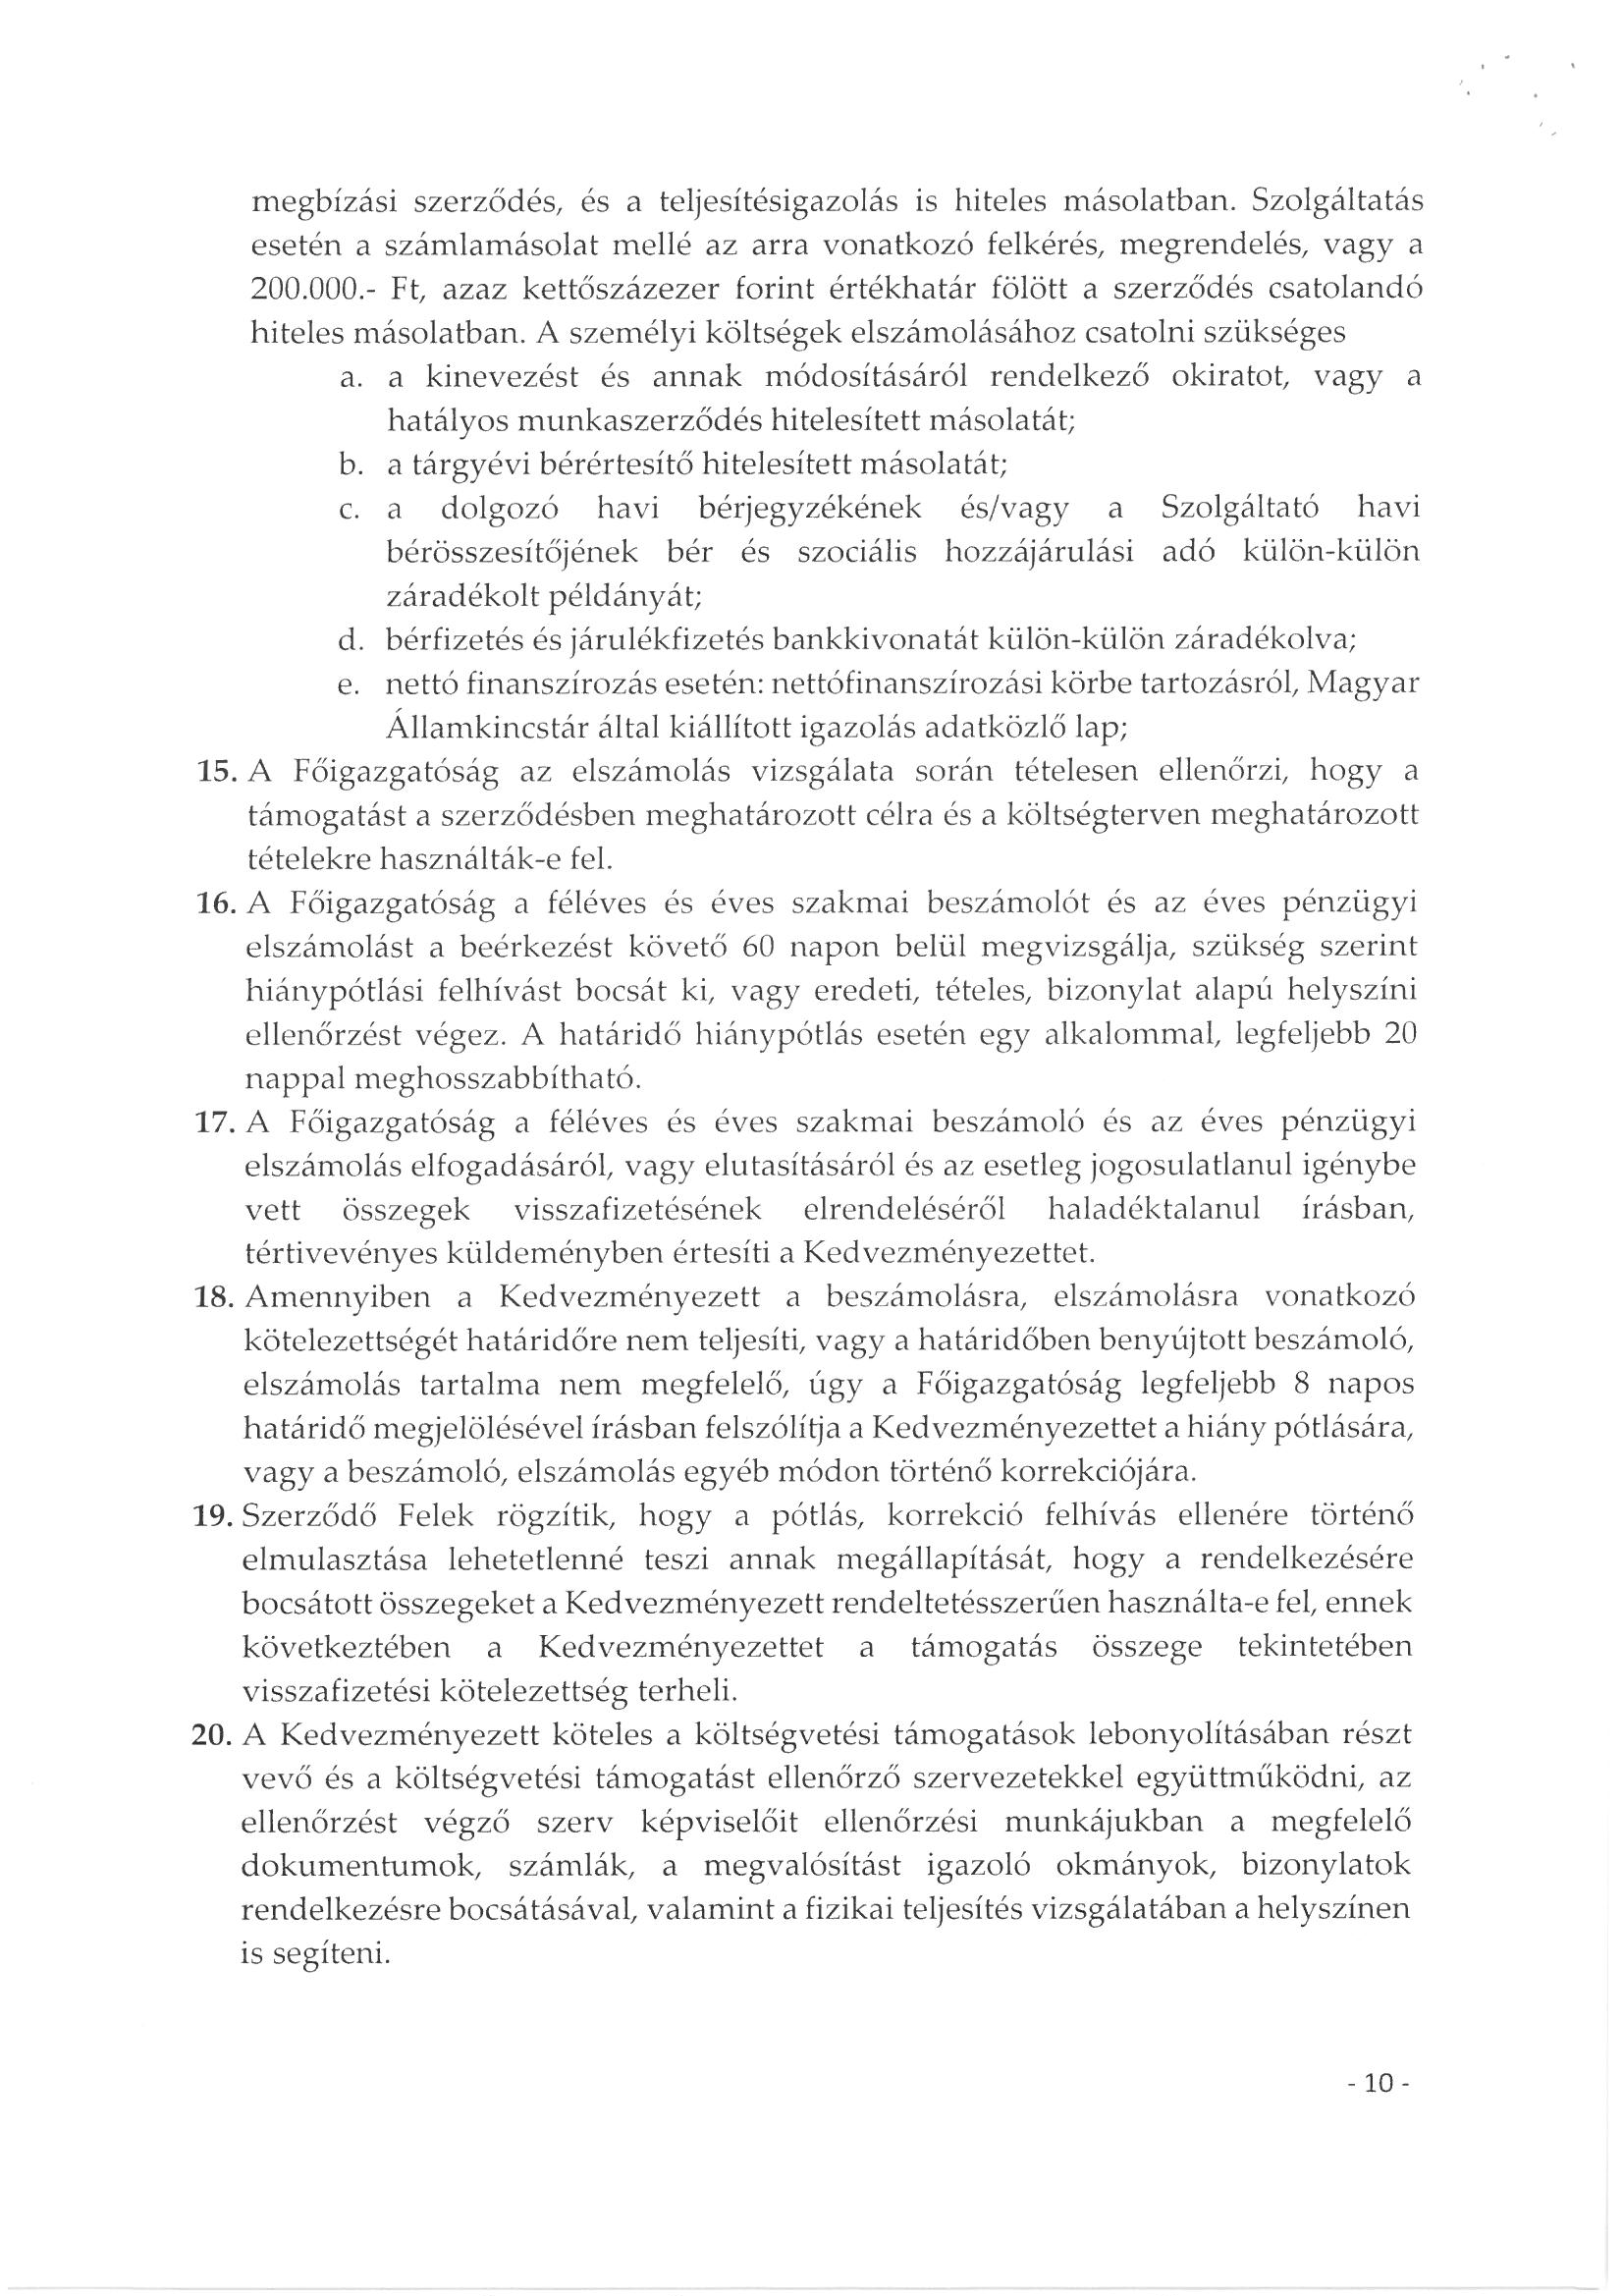 megbízási szerződés, és a teljesítésigazolás is hiteles másolatban. Szolgáltatás
esetén a számlamásolat mellé az arra vonatkozó felkérés, megrendelés, vagy a
200.000.- Ft, azaz kettőszázezer forint értékhatár fölött a szerződés csatolandó
hiteles másolatban. A személyi költségek elszámolásához csatolni szükséges
a. a kinevezést és annak módosításáról rendelkező okiratot, vagy a
hatályos munkaszerződés hitelesített másolatát;
b. a tárgyévi bérértesítő hitelesített másolatát;
c. a dolgozó havi bérjegyzékének és/vagy a Szolgáltató havi
bérösszesítőjének bér és szociális hozzájárulási adó külön-külön
záradékolt példányát;
d. bérfizetés és járulékfizetés bankkivonatát külön-külön záradékolva;
e. nettó finanszírozás esetén: nettófinanszírozási körbe tartozásról, Magyar
Államkincstár által kiállított igazolás adatközlő lap;
15. A Főigazgatóság az elszámolás vizsgálata során tételesen ellenőrzi, hogy a
támogatást a szerződésben meghatározott célra és a költségterven meghatározott
tételekre használták-e fel.
16. A Főigazgatóság a féléves és éves szakmai beszámolót és az éves pénzügyi
elszámolást a beérkezést követő 60 napon belül megvizsgálja, szükség szerint
hiánypótlási felhívást bocsát ki, vagy eredeti, tételes, bizonylat alapú helyszíni
ellenőrzést végez. A határidő hiánypótlás esetén egy alkalommal, legfeljebb 20
nappal meghosszabbítható.
17. A Főigazgatóság a féléves és éves szakmai beszámoló és az éves pénzügyi
elszámolás elfogadásáról, vagy elutasításáról és az esetleg jogosulatlanul igénybe
vett összegek visszafizetésének elrendeléséről haladéktalanul írásban,
tértivevényes küldeményben értesíti a Kedvezményezettet.
18. Amennyiben a Kedvezményezett a beszámolásra, elszámolásra vonatkozó
kötelezettségét határidőre nem teljesíti, vagy a határidőben benyújtott beszámoló,
elszámolás tartalma nem megfelelő, úgy a Főigazgatóság legfeljebb 8 napos
határidő megjelölésével írásban felszólítja a Kedvezményezettet a hiány pótlására,
vagy a beszámoló, elszámolás egyéb módon történő korrekciójára.
19. Szerződő Felek rögzítik, hogy a pótlás, korrekció felhívás ellenére történő
elmulasztása lehetetlenné teszi annak megállapítását, hogy a rendelkezésére
bocsátott összegeket a Kedvezményezett rendeltetésszerűen használta-e fel, ennek
következtében a Kedvezményezettet a támogatás összege tekintetében
visszafizetési kötelezettség terheli.
20. A Kedvezményezett köteles a költségvetési támogatások lebonyolításában részt
vevő és a költségvetési támogatást ellenőrző szervezetekkel együttműködni, az
ellenőrzést végző szerv képviselőit ellenőrzési munkájukban a megfelelő
dokumentumok, számlák, a megvalósítást igazoló okmányok, bizonylatok
rendelkezésre bocsátásával, valamint a fizikai teljesítés vizsgálatában a helyszínen
is segíteni.
- 10 -